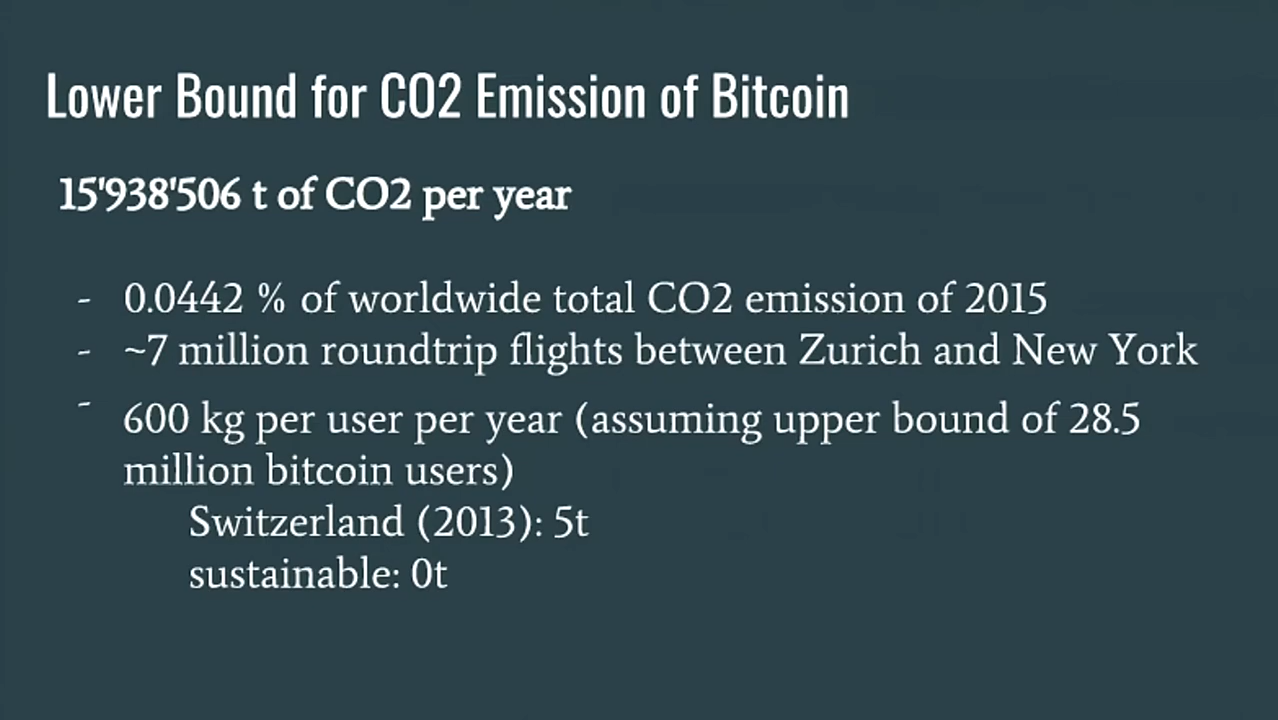 Lower Bound for CO2 Emission of Bitcoin
15'938'506 t of CO2 per year
- 0.0442 % of worldwide total CO2 emission of 2015
- ~7 million roundtrip flights between Zurich and New York
- 600 kg per user per year (assuming upper bound of 28.5
million bitcoin users)
Switzerland (2013): 5t
sustainable: 0t